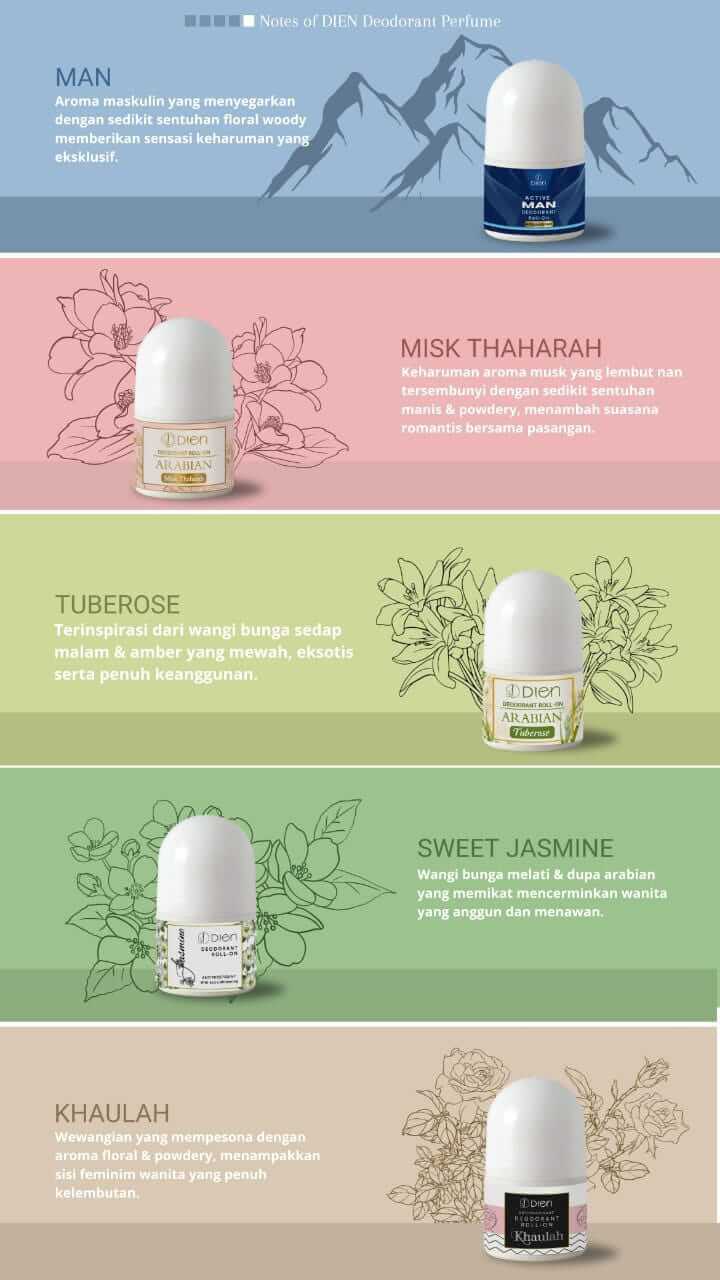 Notes of DIEN Deodorant Perfume
MAN
Aroma maskulin yang menyegarkan
dengan sedikit sentuhan floral woody
memberikan sensasi keharuman yang
eksklusif.
DIEN
ACTIVE
MAN
DEODORANT
Roll-On
MISK THAHARAH
Keharuman aroma musk yang lembut nan
tersembunyi dengan sedikit sentuhan
manis & powdery, menambah suasana
romantis bersama pasangan.
DIEN
DEODORANT ROLL-ON
ARABIAN
Misk Thaharah
TUBEROSE
Terinspirasi dari wangi bunga sedap
malam & amber yang mewah, eksotis
serta penuh keanggunan.
DIEN
DEODORANT ROLL-ON
ARABIAN
Tuberose
SWEET JASMINE
Wangi bunga melati & dupa arabian
yang memikat mencerminkan wanita
yang anggun dan menawan.
Jasmine
DIEN
DEODORANT
ROLL-ON
KHAULAH
Wewangian yang mempesona dengan
aroma floral & powdery, menampakkan
sisi feminim wanita yang penuh
kelembutan.
DIEN
DEODORANT
ROLL-ON
Khaulah